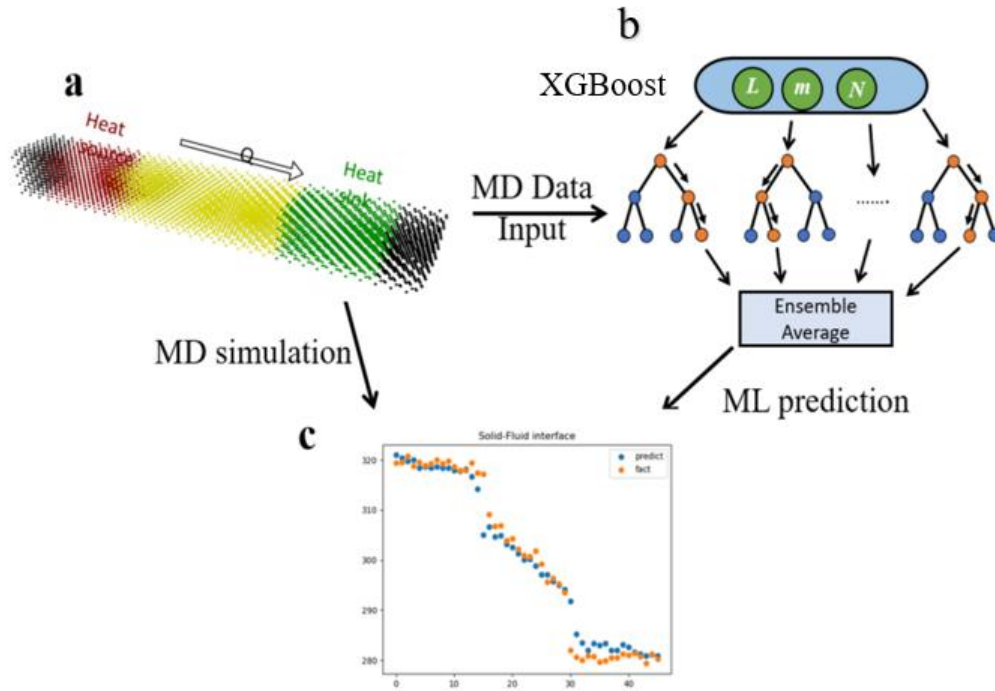 a
Heat
source
Q
Heat
sink
MD Data
Input
b
XGBoost
L m N
.......
Ensemble
Average
MD simulation
ML prediction
c
Solid-Fluid interface
predict
fact
320
310
300
290
280
0 10 20 30 40